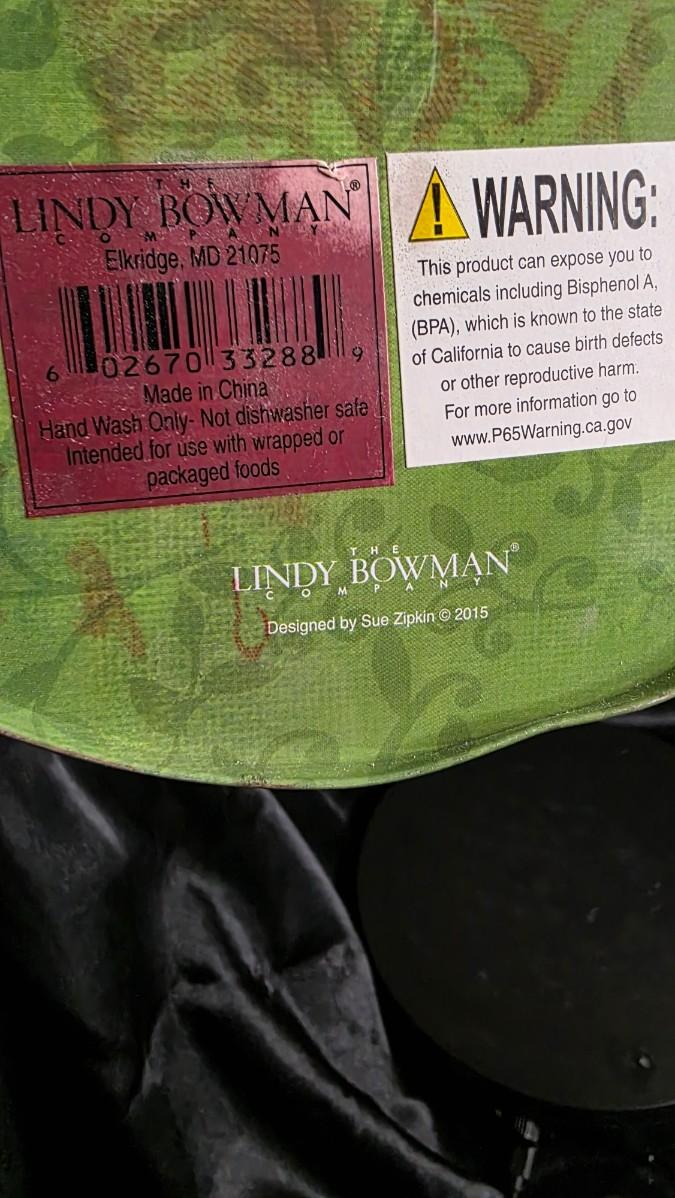 THE
LINDY BOWMAN®
COMPANY
Elkridge, MD 21075
6 02670 33288 9
Made in China
Hand Wash Only- Not dishwasher safe
Intended for use with wrapped or
packaged foods
WARNING:
This product can expose you to
chemicals including Bisphenol A,
(BPA), which is known to the state
of California to cause birth defects
or other reproductive harm.
For more information go to
www.P65Warning.ca.gov
THE
LINDY BOWMAN®
COMPANY
Designed by Sue Zipkin © 2015